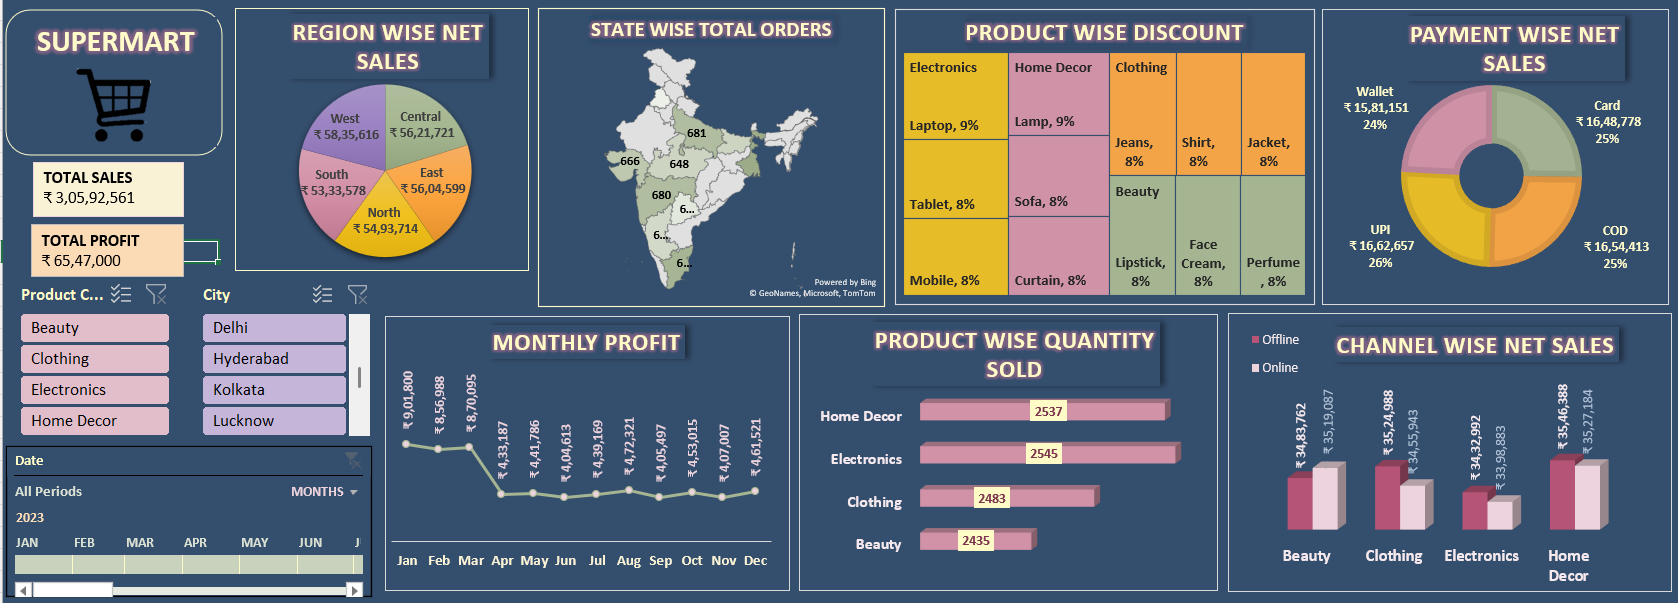 SUPERMART
TOTAL SALES
₹ 3,05,92,561
TOTAL PROFIT
₹ 65,47,000
REGION WISE NET
SALES
West
₹ 58,35,616
Central
₹ 56,21,721
South
₹ 53,33,578
East
₹ 56,04,599
North
₹ 54,93,714
STATE WISE TOTAL ORDERS
681
666
648
680
6...
6...
6...
Powered by Bing
© GeoNames, Microsoft, TomTom
PRODUCT WISE DISCOUNT
Electronics
Laptop, 9%
Tablet, 8%
Mobile, 8%
Home Decor
Lamp, 9%
Sofa, 8%
Curtain, 8%
Clothing
Jeans,
8%
Shirt,
8%
Jacket,
8%
Beauty
Lipstick,
8%
Face
Cream,
8%
Perfume
, 8%
PAYMENT WISE NET
SALES
Wallet
₹ 15,81,151
24%
Card
₹ 16,48,778
25%
UPI
₹ 16,62,657
26%
COD
₹ 16,54,413
25%
Product C...
Beauty
Clothing
Electronics
Home Decor
City
Delhi
Hyderabad
Kolkata
Lucknow
Date
All Periods
MONTHS
2023
JAN FEB MAR APR MAY JUN
MONTHLY PROFIT
₹ 9,01,800
₹ 8,56,988
₹ 8,70,095
₹ 4,33,187
₹ 4,41,786
₹ 4,04,613
₹ 4,39,169
₹ 4,72,321
₹ 4,05,497
₹ 4,53,015
₹ 4,07,007
₹ 4,61,521
Jan Feb Mar Apr May Jun Jul Aug Sep Oct Nov Dec
PRODUCT WISE QUANTITY
SOLD
Home Decor 2537
Electronics 2545
Clothing 2483
Beauty 2435
Offline
Online
CHANNEL WISE NET SALES
₹ 34,83,762
₹ 35,19,087
₹ 35,24,988
₹ 34,55,943
₹ 34,32,992
₹ 33,98,883
₹ 35,46,388
₹ 35,27,184
Beauty Clothing Electronics Home
Decor